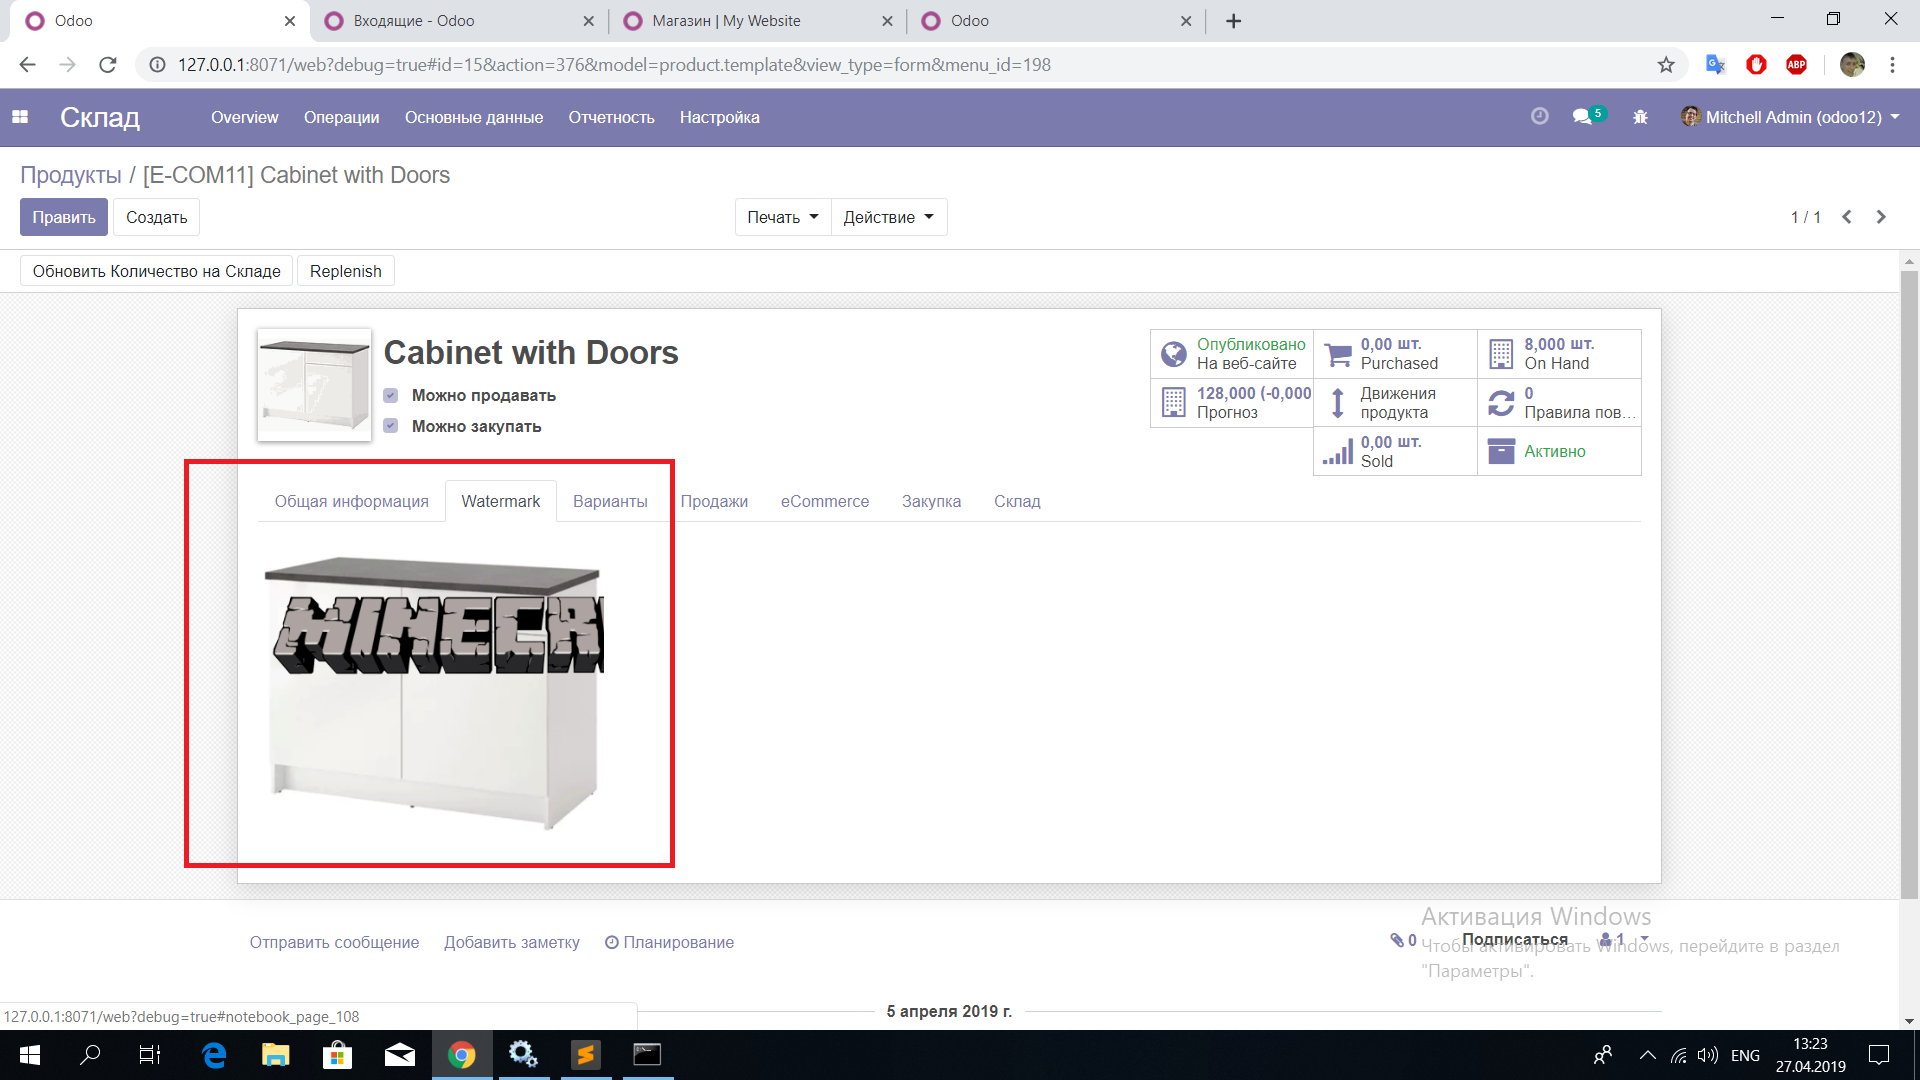 Odoo
Входящие - Odoo
Магазин | My Website
Odoo
127.0.0.1:8071/web?debug=true#id=15&action=376&model=product.template&view_type=form&menu_id=198
ABP
Склад
Overview
Операции
Основные данные
Отчетность
Настройка
5
Mitchell Admin (odoo12)
Продукты / [E-COM11] Cabinet with Doors
Править
Создать
Печать
Действие
1 / 1
Обновить Количество на Складе
Replenish
Cabinet with Doors
Можно продавать
Можно закупать
Опубликовано
На веб-сайте
0,00 шт.
Purchased
8,000 шт.
On Hand
128,000 (-0,000
Прогноз
Движения
продукта
0
Правила пов…
0,00 шт.
Sold
Активно
Общая информация
Watermark
Варианты
Продажи
eCommerce
Закупка
Склад
MINECR
Отправить сообщение
Добавить заметку
Планирование
0
Подписаться
1
Активация Windows
Чтобы активировать Windows, перейдите в раздел
"Параметры".
5 апреля 2019 г.
127.0.0.1:8071/web?debug=true#notebook_page_108
ENG
13:23
27.04.2019